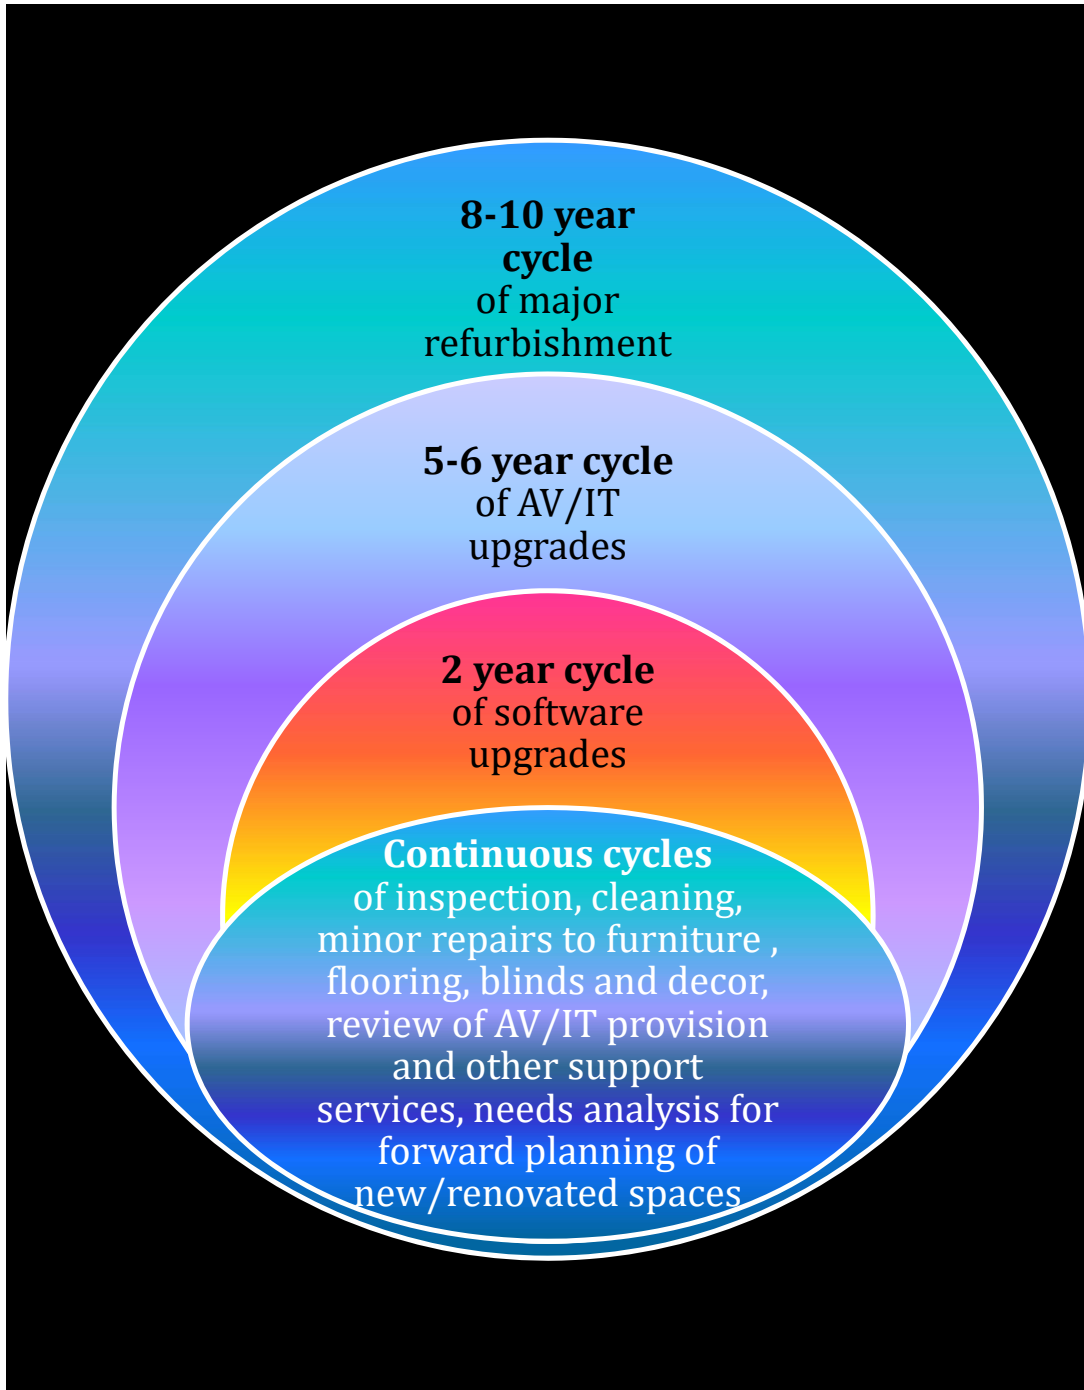 8-10 year
cycle
of major
refurbishment
5-6 year cycle
of AV/IT
upgrades
2 year cycle
of software
upgrades
Continuous cycles
of inspection, cleaning,
minor repairs to furniture ,
flooring, blinds and decor,
review of AV/IT provision
and other support
services, needs analysis for
forward planning of
new/renovated spaces